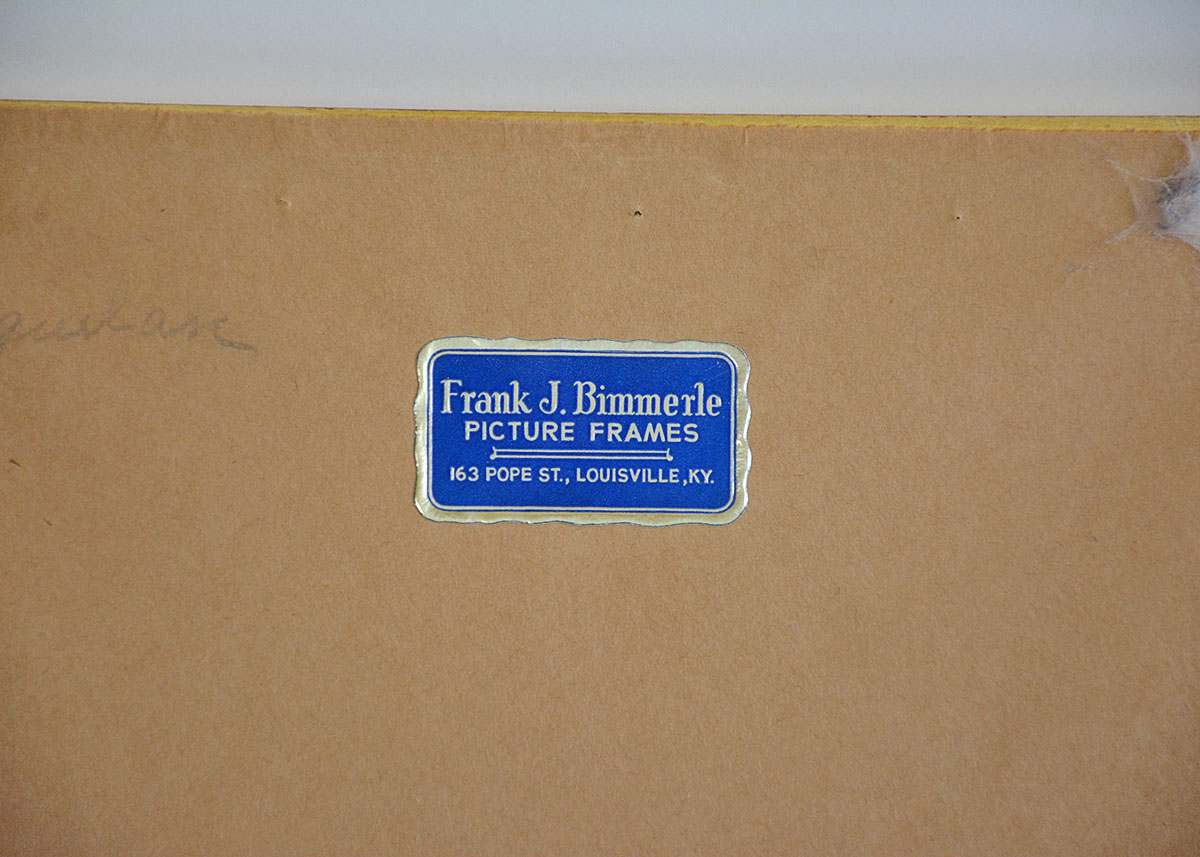 Frank J. Bimmerle
PICTURE FRAMES
163 POPE ST., LOUISVILLE, KY.